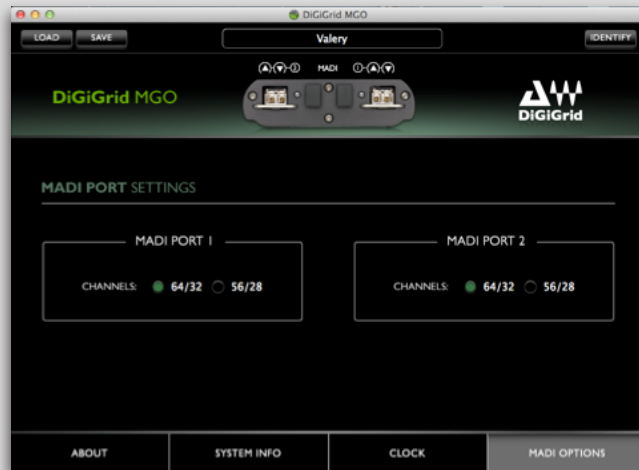 DiGiGrid MGO
LOAD SAVE Valery IDENTIFY
MADI
DiGiGrid MGO
DiGiGrid
MADI PORT SETTINGS
MADI PORT 1
CHANNELS: 64/32 56/28
MADI PORT 2
CHANNELS: 64/32 56/28
ABOUT SYSTEM INFO CLOCK MADI OPTIONS